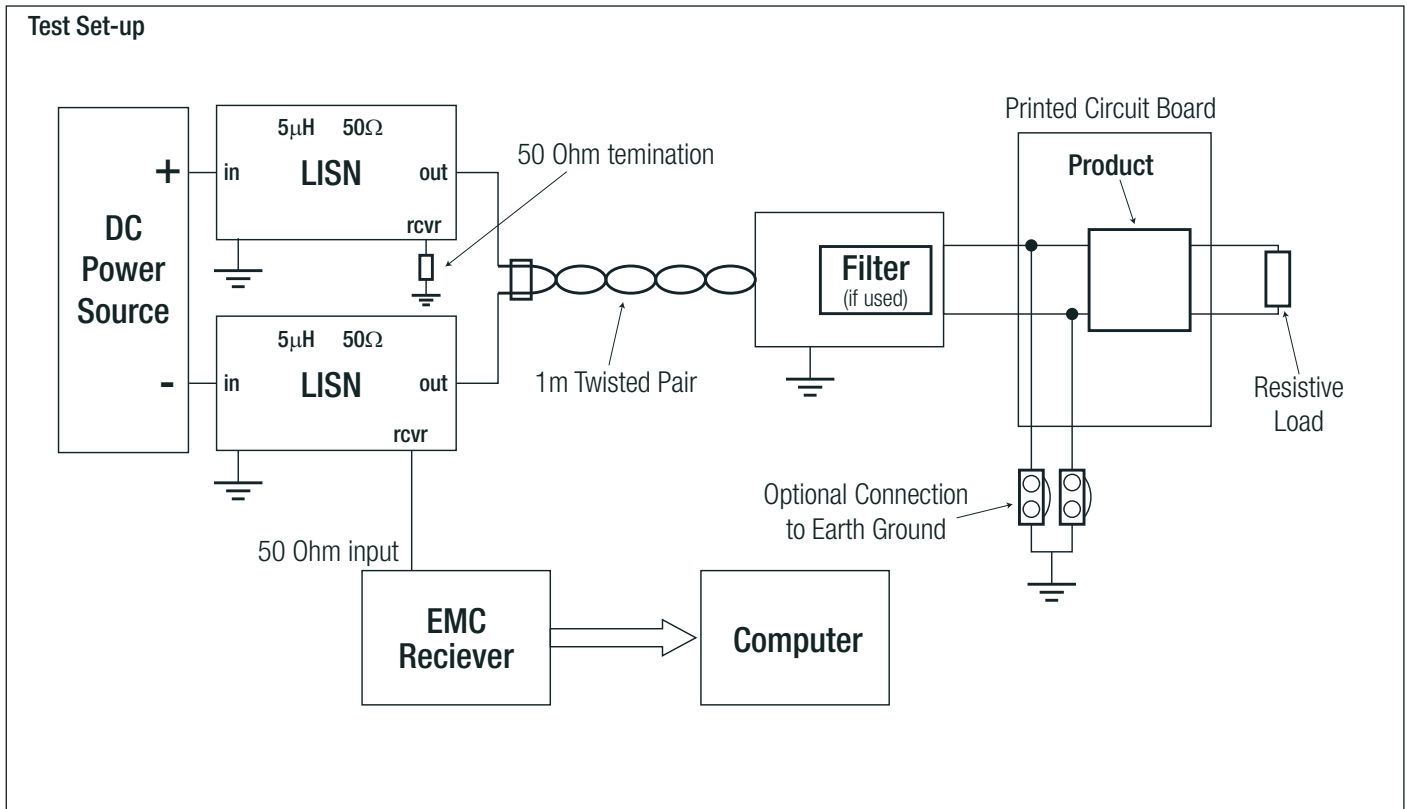 Test Set-up
DC
Power
Source
+
-
5µH 50Ω
LISN
in
out
rcvr
5µH 50Ω
LISN
in
out
rcvr
50 Ohm temination
1m Twisted Pair
Filter
(if used)
Printed Circuit Board
Product
Resistive
Load
Optional Connection
to Earth Ground
50 Ohm input
EMC
Reciever
Computer